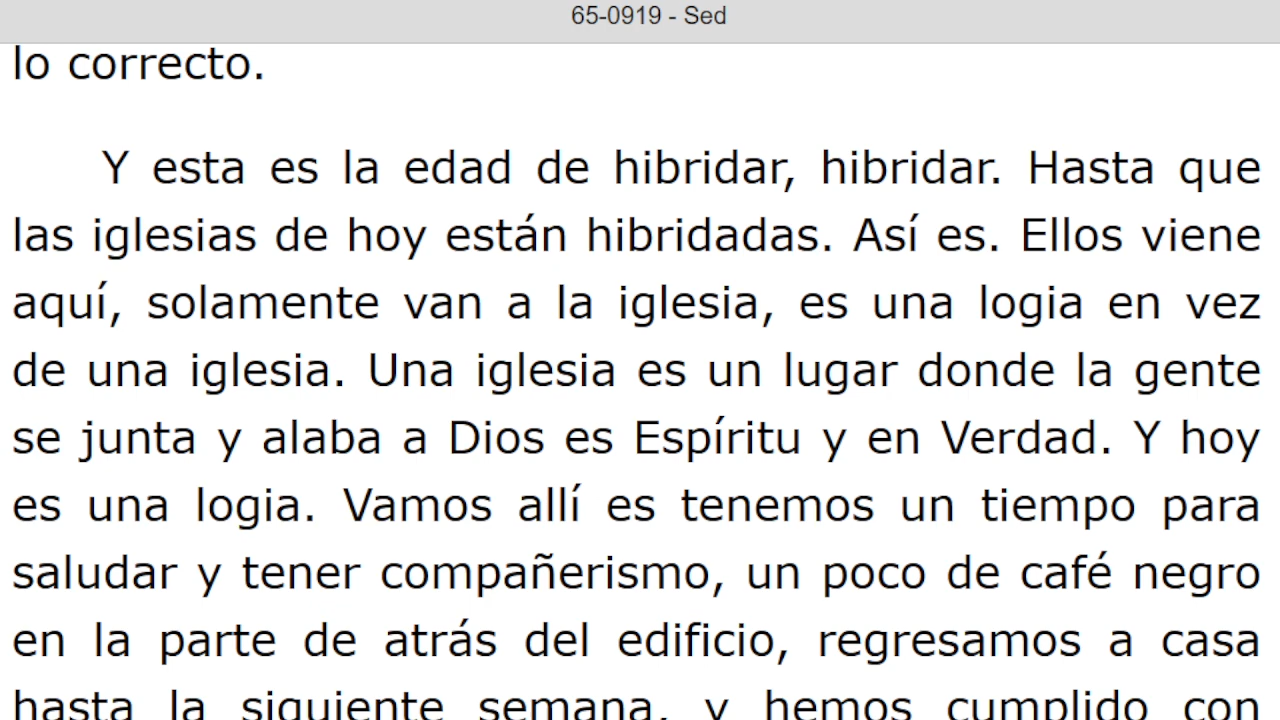 65-0919 - Sed
lo correcto.
Y esta es la edad de hibridar, hibridar. Hasta que
las iglesias de hoy están hibridadas. Así es. Ellos viene
aquí, solamente van a la iglesia, es una logia en vez
de una iglesia. Una iglesia es un lugar donde la gente
se junta y alaba a Dios es Espíritu y en Verdad. Y hoy
es una logia. Vamos allí es tenemos un tiempo para
saludar y tener compañerismo, un poco de café negro
en la parte de atrás del edificio, regresamos a casa
hasta la siguiente semana, y hemos cumplido con